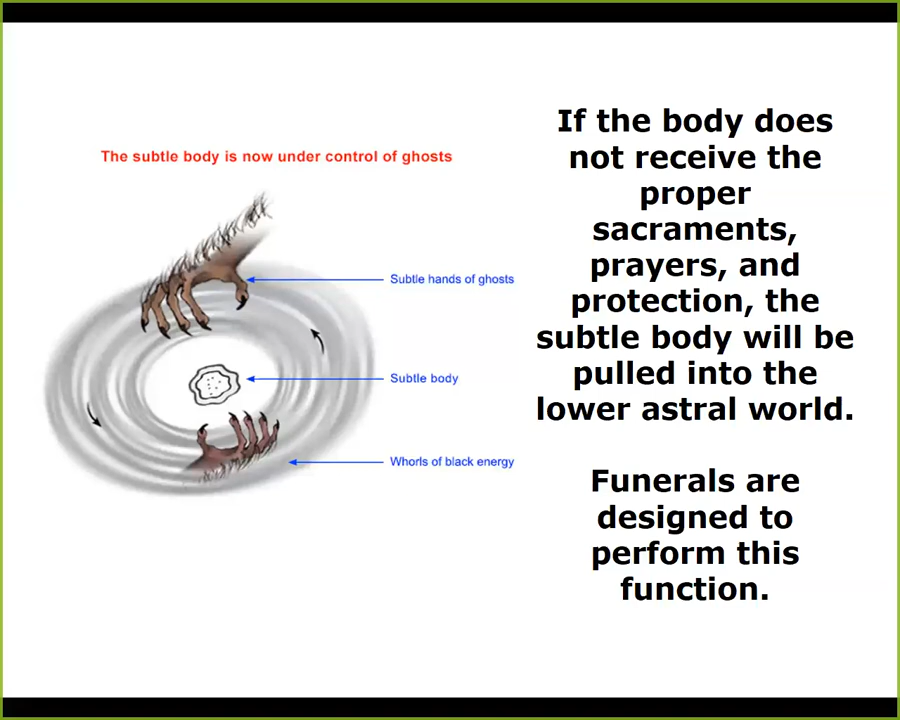 The subtle body is now under control of ghosts
Subtle hands of ghosts
Subtle body
Whorls of black energy
If the body does
not receive the
proper
sacraments,
prayers, and
protection, the
subtle body will be
pulled into the
lower astral world.
Funerals are
designed to
perform this
function.